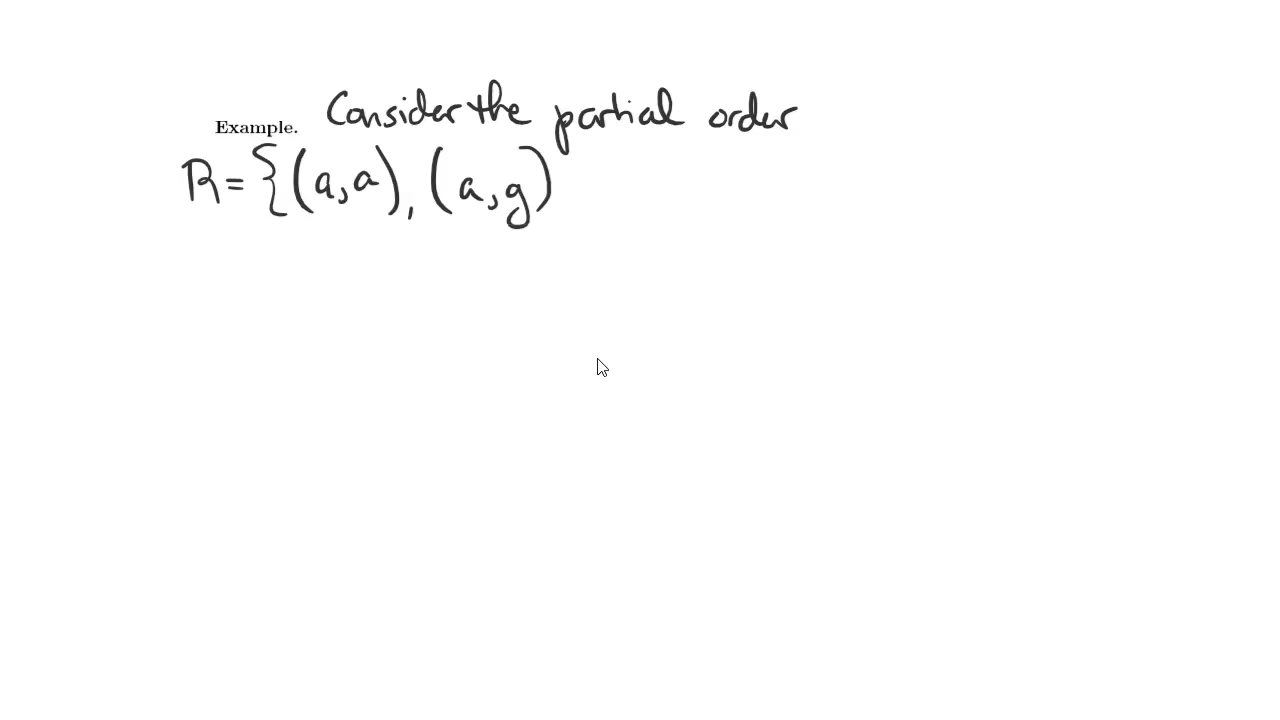 Example. Consider the partial order
R = {(a,a), (a,g)